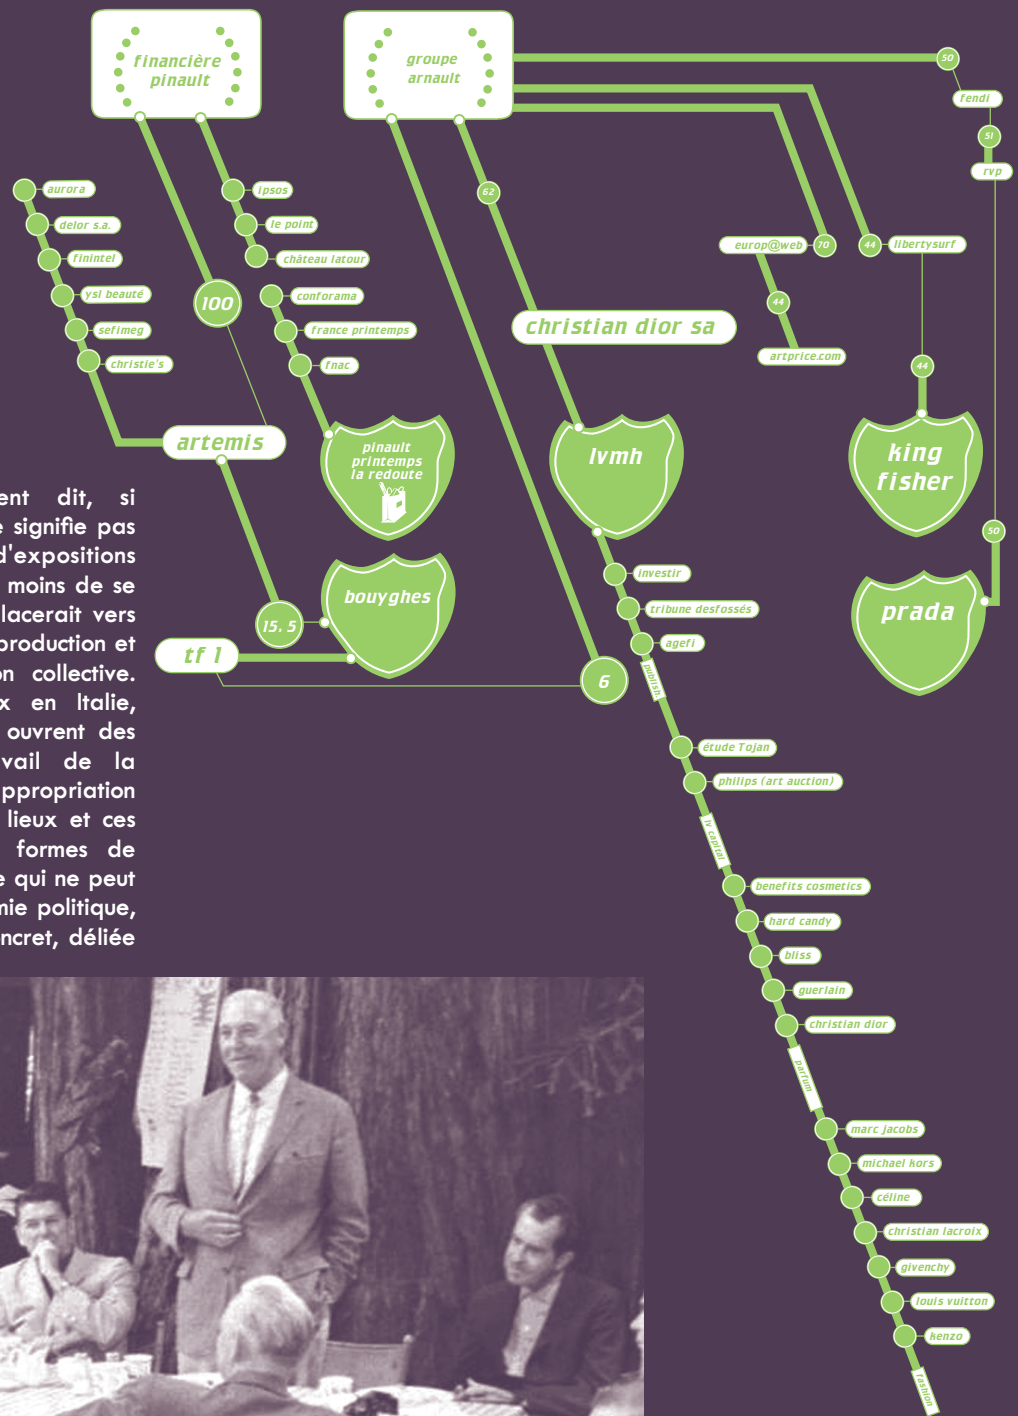 financière
pinault
groupe
arnault
50
fendi
51
rvp
aurora
delor s.a.
finintel
ysl beauté
sefimeg
christie's
ipsos
le point
château latour
100
conforama
france printemps
fnac
62
europ@web
70
44
libertysurf
44
artprice.com
christian dior sa
44
artemis
pinault
printemps
la redoute
lvmh
king
fisher
50
prada
bouyghes
15.5
tf 1
6
ent dit, si
e signifie pas
d'expositions
moins de se
lacerait vers
production et
on collective.
x en Italie,
ouvrent des
vail de la
ppropriation
lieux et ces
formes de
e qui ne peut
mie politique,
ncret, déliée
investir
tribune desfossés
agefi
publish
étude Tojan
philips (art auction)
lv capital
benefits cosmetics
hard candy
bliss
guerlain
christian dior
parfum
marc jacobs
michael kors
céline
christian lacroix
givenchy
louis vuitton
kenzo
fashion